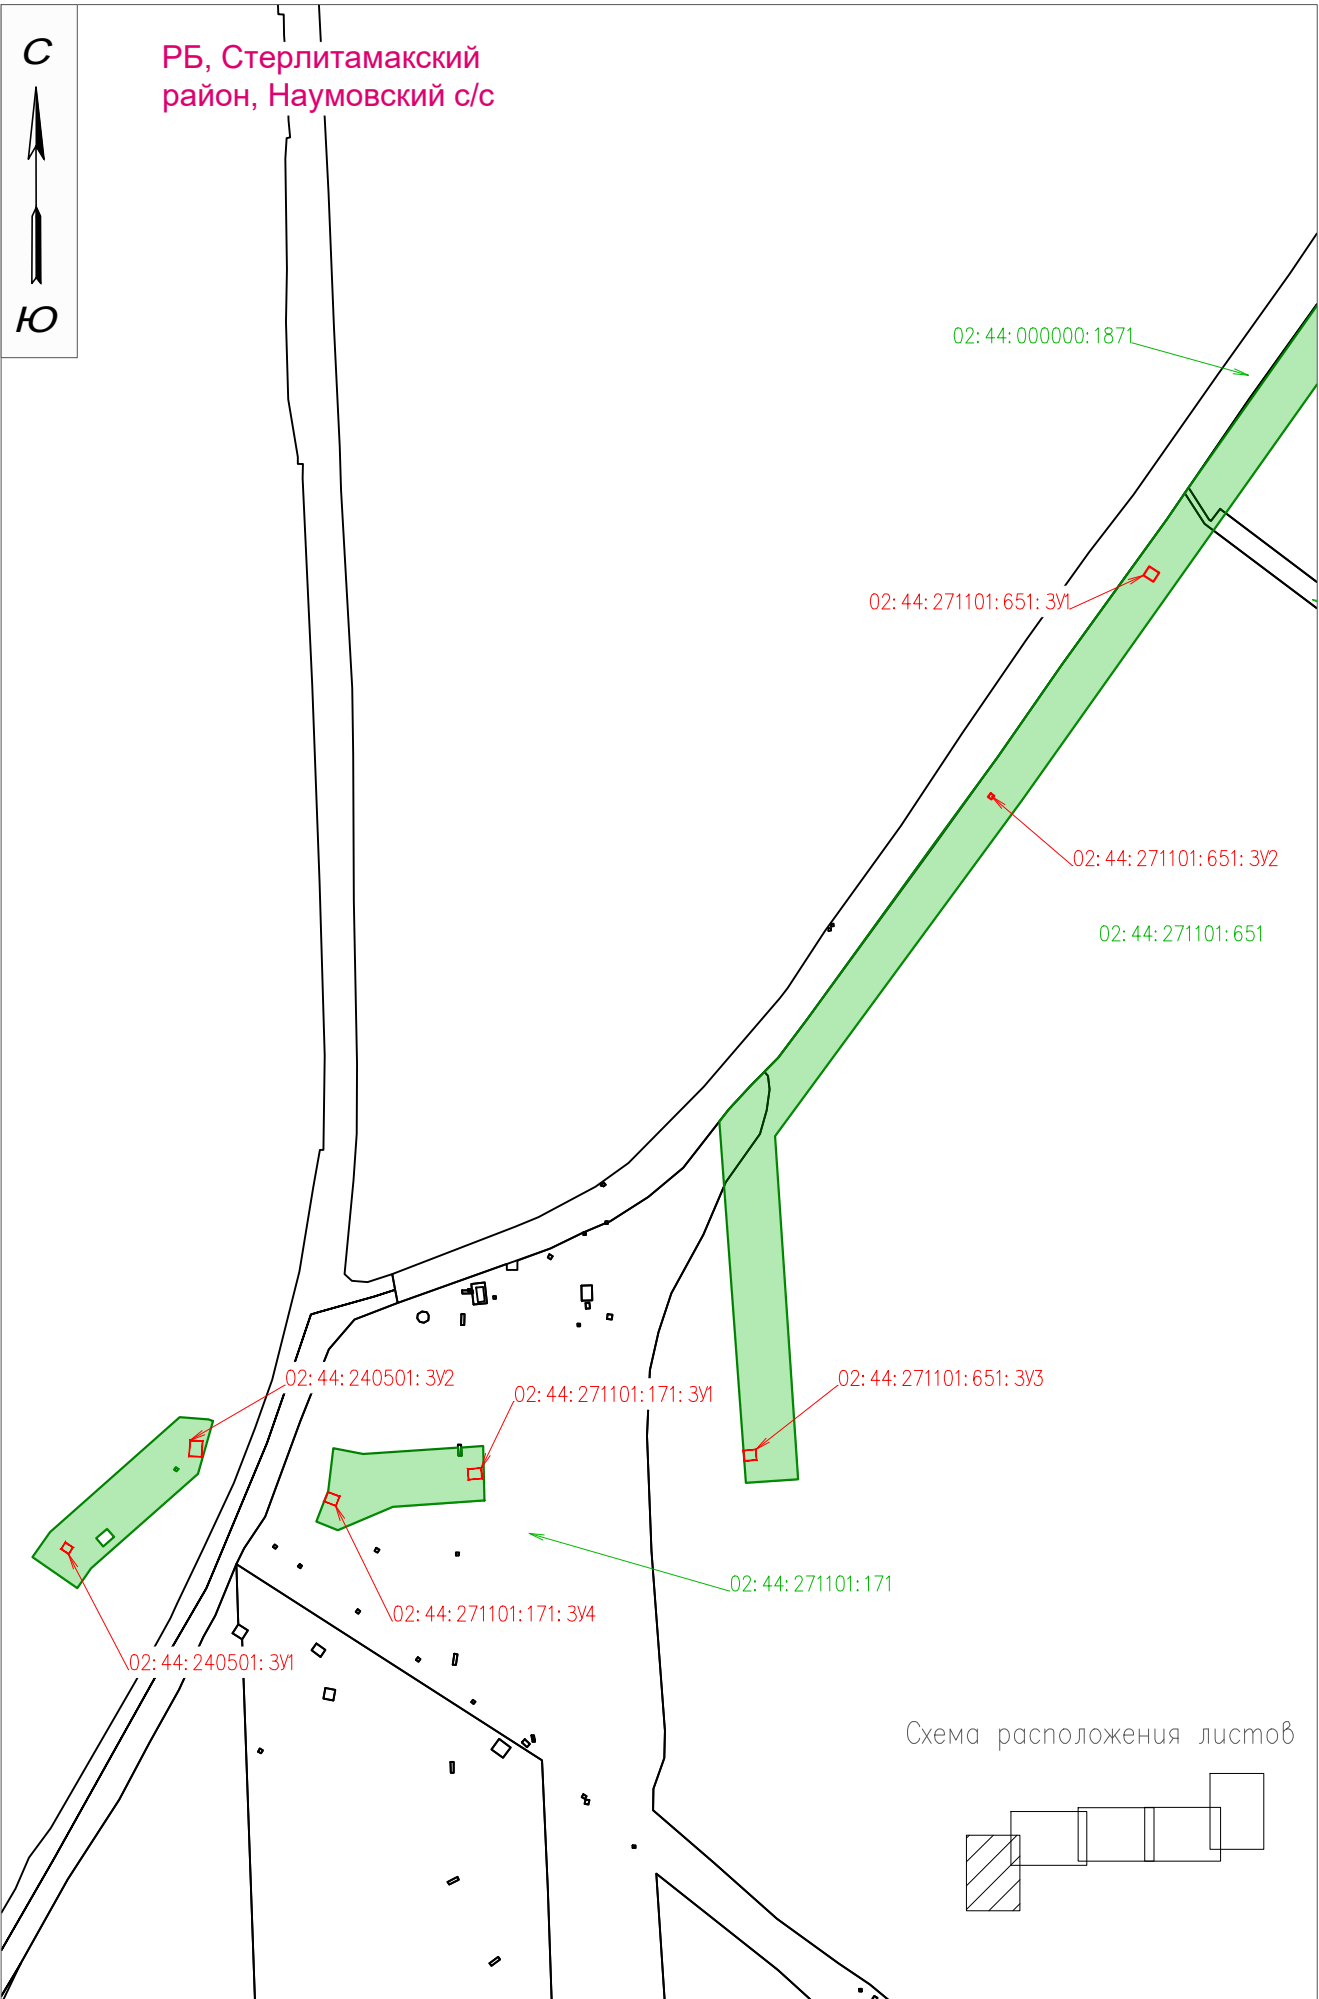 С
Ю
РБ, Стерлитамакский
район, Наумовский с/с
02:44:000000:1871
02:44:271101:651:ЗУ1
02:44:271101:651:ЗУ2
02:44:271101:651
02:44:240501:ЗУ2
02:44:271101:171:ЗУ1
02:44:271101:651:ЗУ3
02:44:271101:171
02:44:271101:171:ЗУ4
02:44:240501:ЗУ1
Схема расположения листов